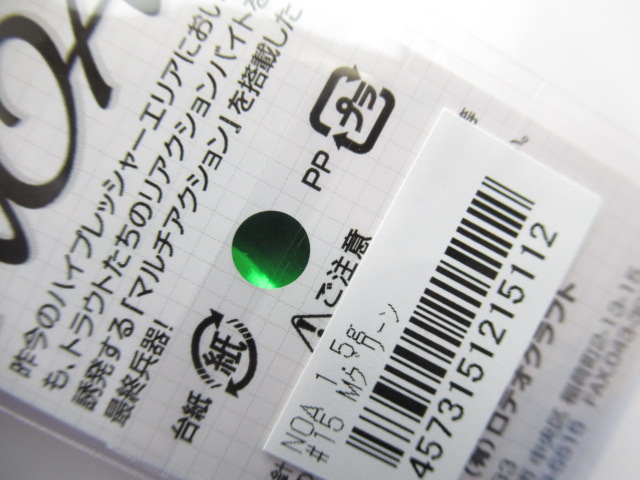 昨今のハイプレッシャーエリアにおい
も、トラウトたちのリアクションバイトを
誘発する「マルチアクション」を搭載した
最終兵器!
プラ
PP
紙
台紙
ご注意
NOA 1.5g
#15 Mグリーン
4573151215112
(有)ロデオクラフト